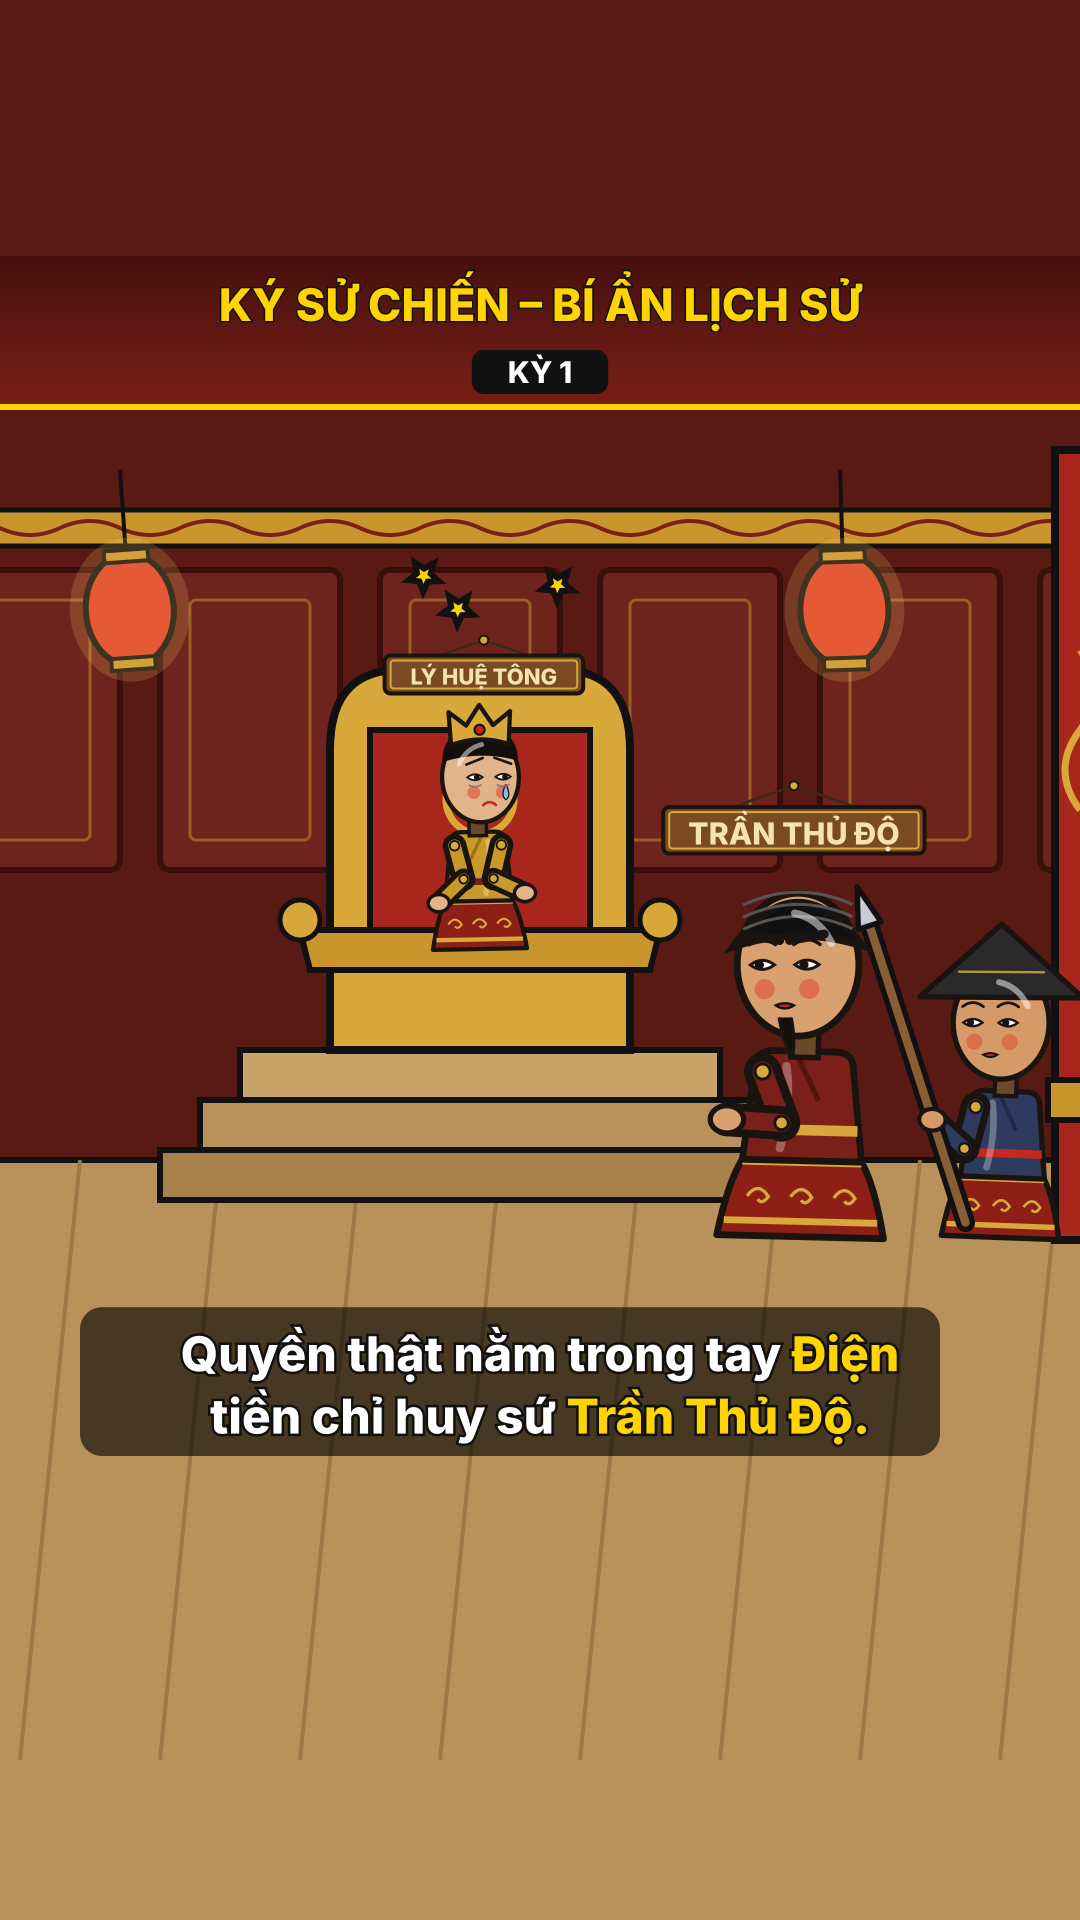 KÝ SỬ CHIẾN – BÍ ẨN LỊCH SỬ
KỲ 1
LÝ HUỆ TÔNG
TRẦN THỦ ĐỘ
Quyền thật nằm trong tay Điện
tiền chỉ huy sứ Trần Thủ Độ.